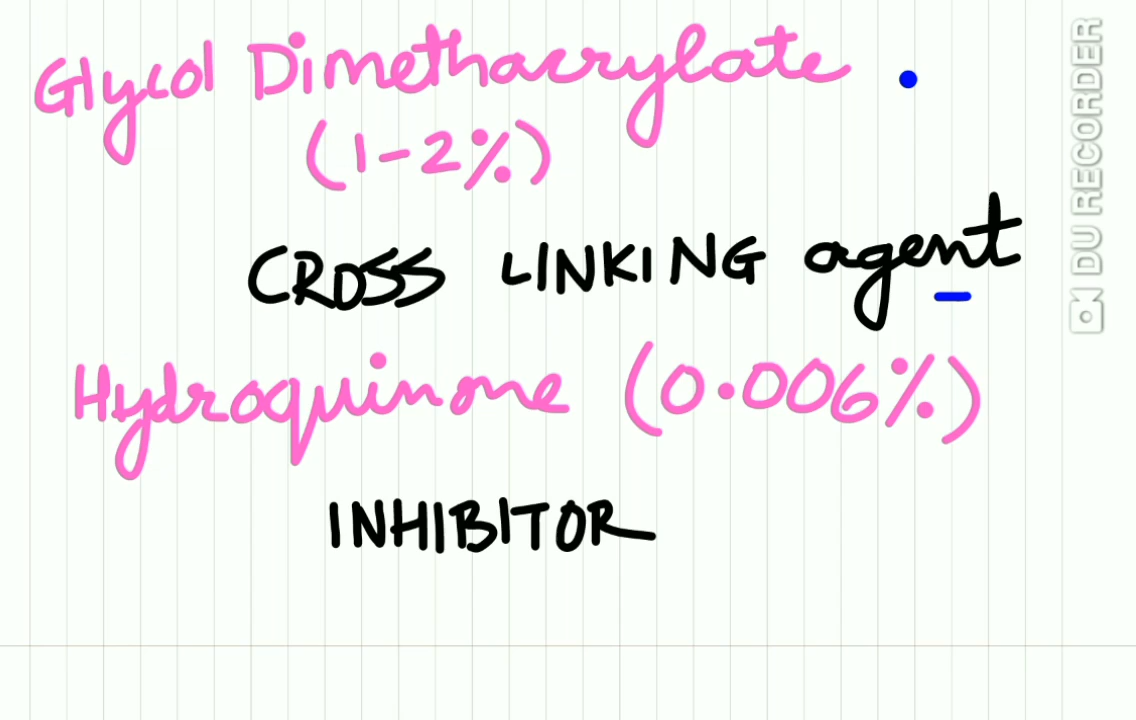 Glycol Dimethacrylate .
(1-2%)
CROSS LINKING agent
Hydroquinone (0.006%)
INHIBITOR
DU RECORDER